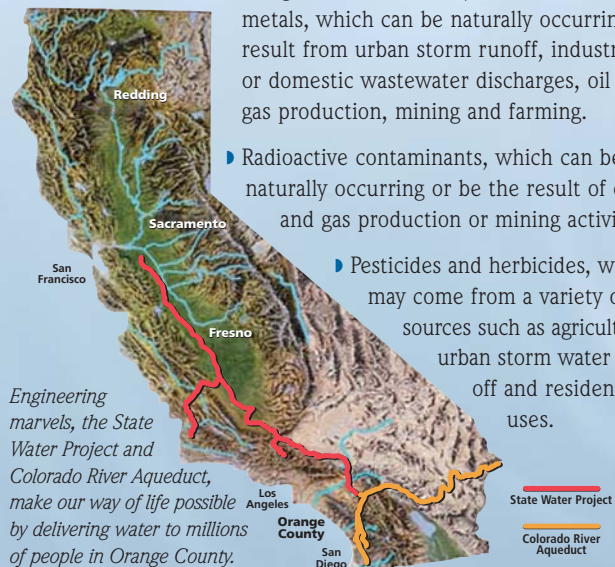 metals, which can be naturally occurring
result from urban storm runoff, industr
or domestic wastewater discharges, oil
gas production, mining and farming.
Radioactive contaminants, which can be
naturally occurring or be the result of
and gas production or mining activi
Pesticides and herbicides, w
may come from a variety o
sources such as agricult
urban storm water
off and residen
uses.
Redding
Sacramento
San
Francisco
Fresno
Engineering
marvels, the State
Water Project and
Colorado River Aqueduct,
make our way of life possible
by delivering water to millions
of people in Orange County.
Los
Angeles
Orange
County
San
Diego
State Water Project
Colorado River
Aqueduct